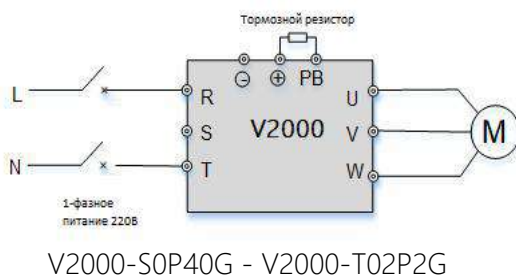 Тормозной резистор
⊖ ⊕ PB
L R U
S V2000 V M
N T W
1-фазное
питание 220В
V2000-S0P40G - V2000-T02P2G